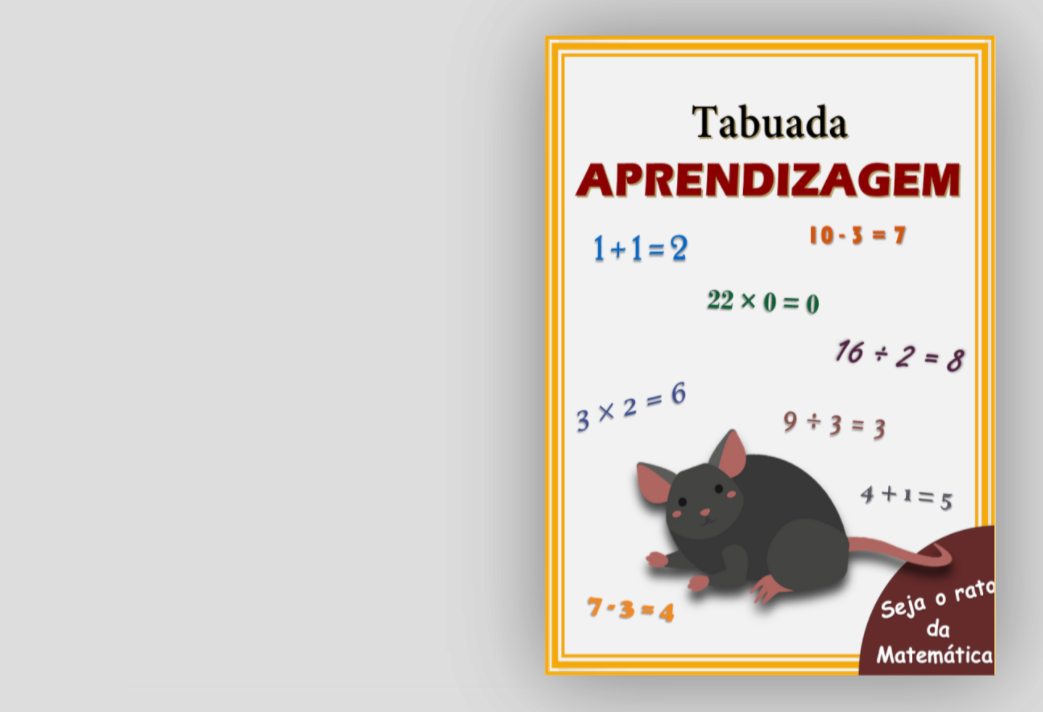 Tabuada
APRENDIZAGEM
1+1=2
10 - 3 = 7
22 × 0 = 0
16 ÷ 2 = 8
3 × 2 = 6
9 ÷ 3 = 3
4 + 1 = 5
7 - 3 = 4
Seja o rato
da
Matemática